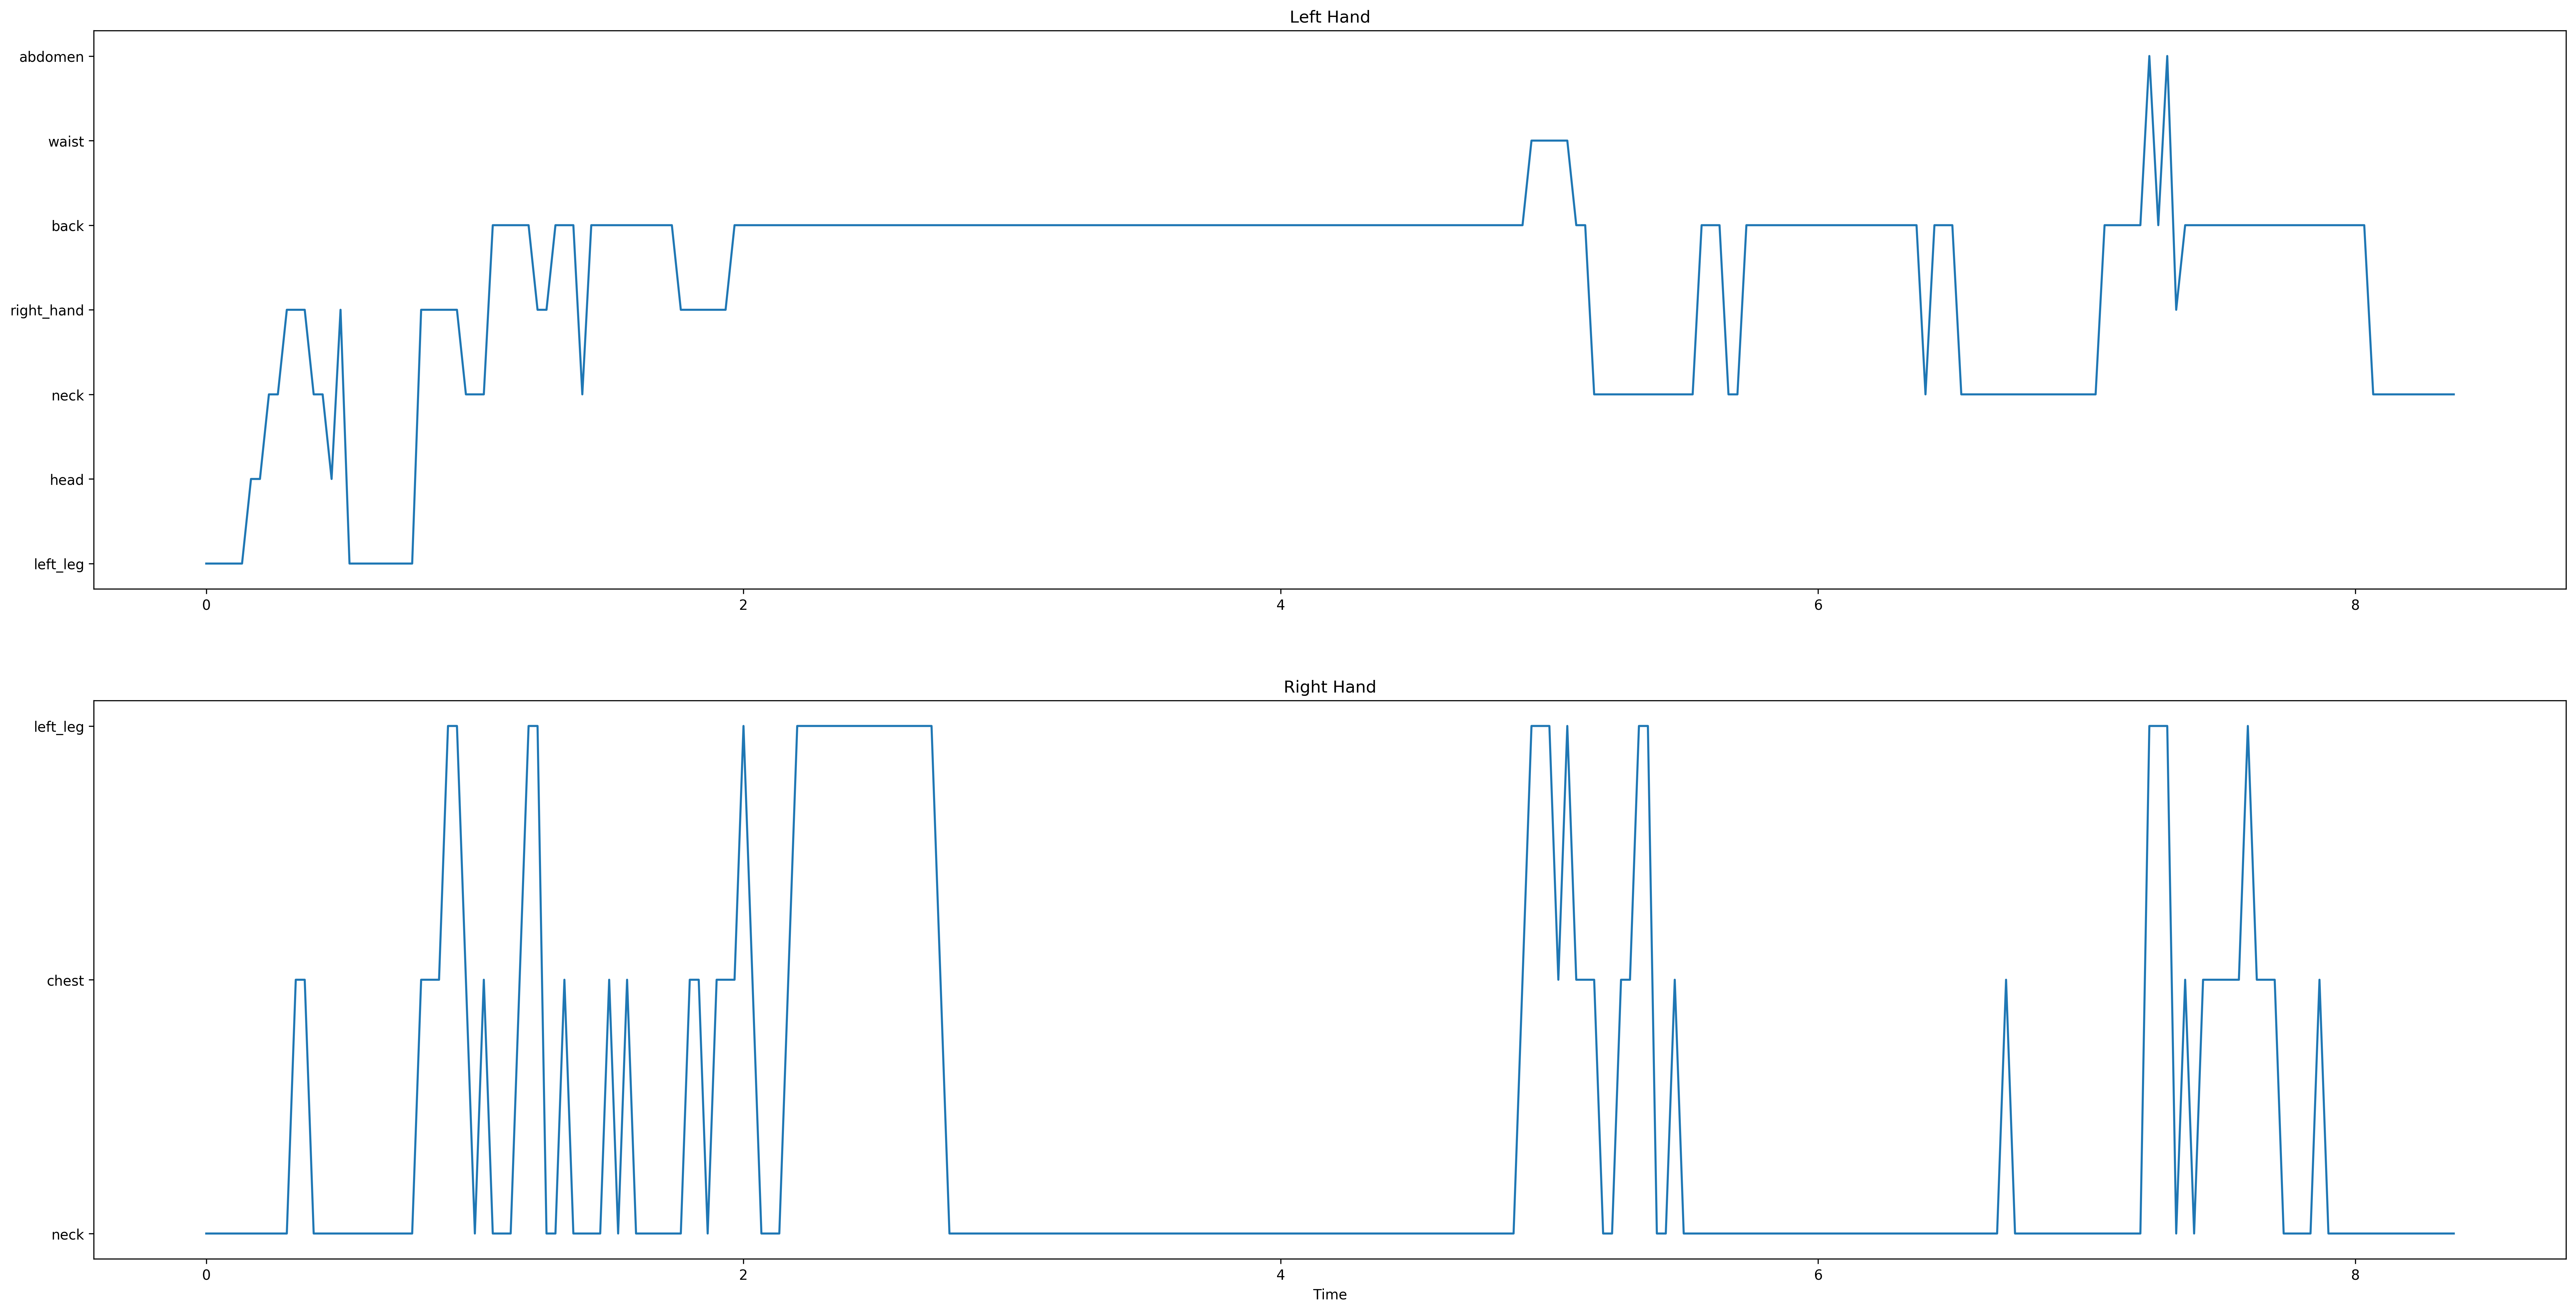 Left Hand
abdomen
waist
back
right_hand
neck
head
left_leg
0 2 4 6 8
Right Hand
left_leg
chest
neck
0 2 4 6 8
Time